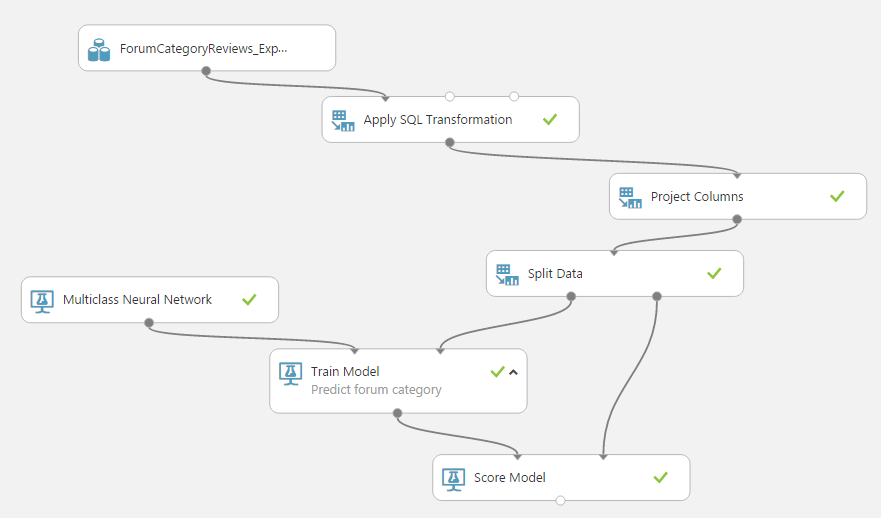 ForumCategoryReviews_Exp...
Apply SQL Transformation
Project Columns
Split Data
Multiclass Neural Network
Train Model
Predict forum category
Score Model